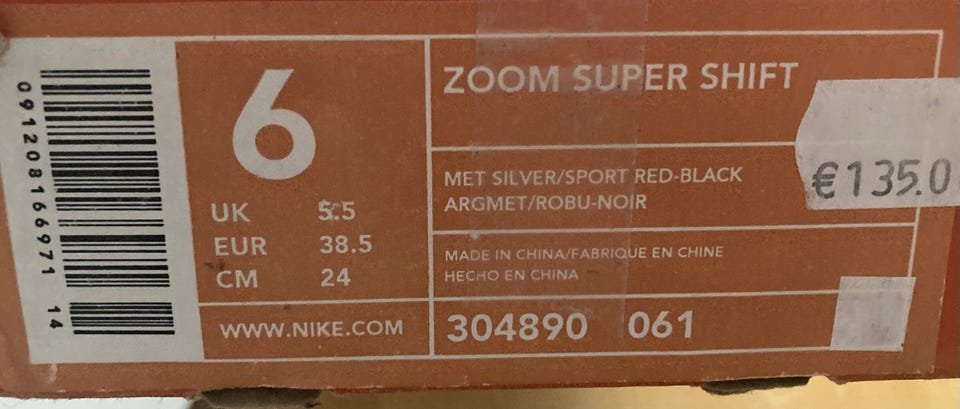 091208166971 14
6
UK 5.5
EUR 38.5
CM 24
WWW.NIKE.COM
ZOOM SUPER SHIFT
MET SILVER/SPORT RED-BLACK
ARGMET/ROBU-NOIR
MADE IN CHINA/FABRIQUE EN CHINE
HECHO EN CHINA
304890 061
€135.0